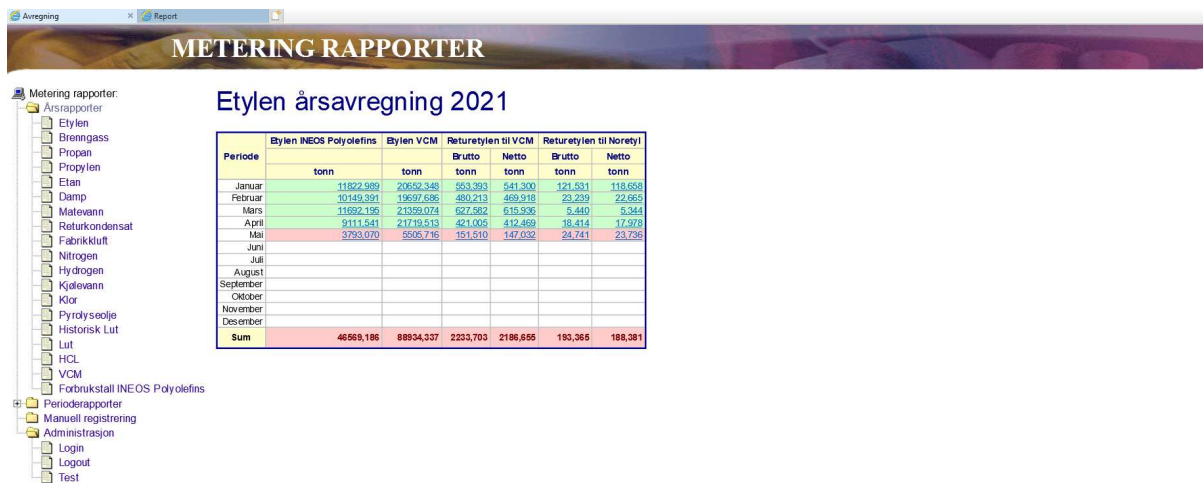 Avregning
Report
METERING RAPPORTER
Metering rapporter:
Årsrapporter
Etylen
Brenngass
Propan
Propylen
Etan
Damp
Matevann
Returkondensat
Fabrikkluft
Nitrogen
Hydrogen
Kjølevann
Klor
Pyrolyseolje
Historisk Lut
Lut
HCL
VCM
Forbrukstall INEOS Polyolefins
Perioderapporter
Manuell registrering
Administrasjon
Login
Logout
Test
Etylen årsavregning 2021
Periode Etylen INEOS Polyolefins Etylen VCM Returetylen til VCM Returetylen til Noretyl
Brutto Netto Brutto Netto
tonn tonn tonn tonn tonn tonn
Januar 11822,989 20652,348 553,393 541,300 121,531 118,658
Februar 10149,391 19697,686 480,213 469,918 23,239 22,665
Mars 11692,195 21359,074 627,582 615,936 5,440 5,344
April 9111,541 21719,513 421,005 412,469 18,414 17,978
Mai 3793,070 5505,716 151,510 147,032 24,741 23,736
Juni
Juli
August
September
Oktober
November
Desember
Sum 46569,186 88934,337 2233,703 2186,655 193,365 188,381